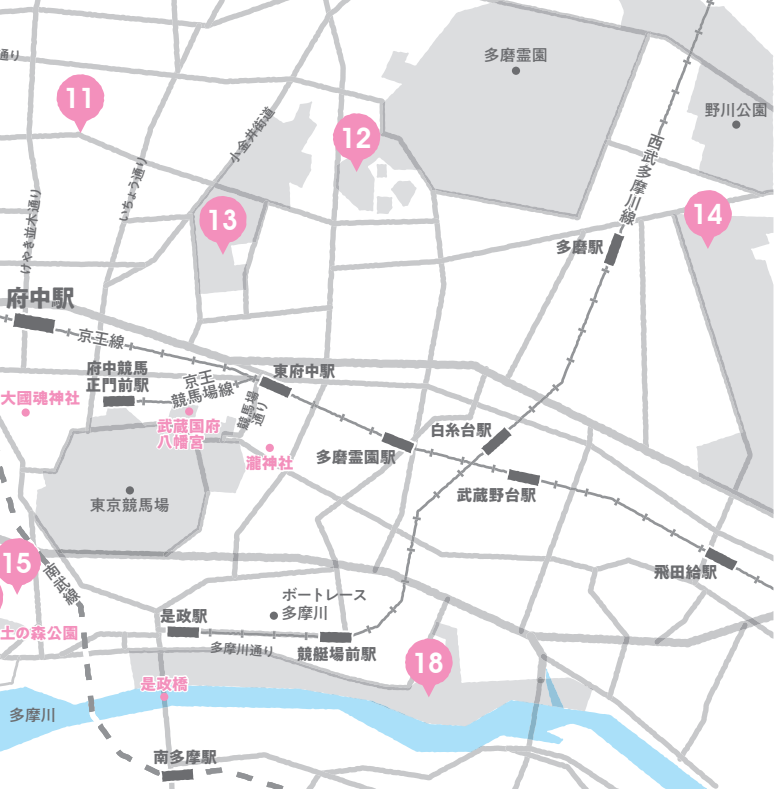 多磨霊園
通り
11
野川公園
12
小金井街道
西武多摩川線
いちょう通り
けやき並木通り
13
14
多磨駅
府中駅
京王線
府中競馬
正門前駅
京王
競馬場線
東府中駅
大國魂神社
競馬場
通り
武蔵国府
八幡宮
白糸台駅
多磨霊園駅
瀧神社
武蔵野台駅
東京競馬場
15
南武線
飛田給駅
ボートレース
多摩川
是政駅
土の森公園
多摩川通り
競艇場前駅
18
是政橋
多摩川
南多摩駅